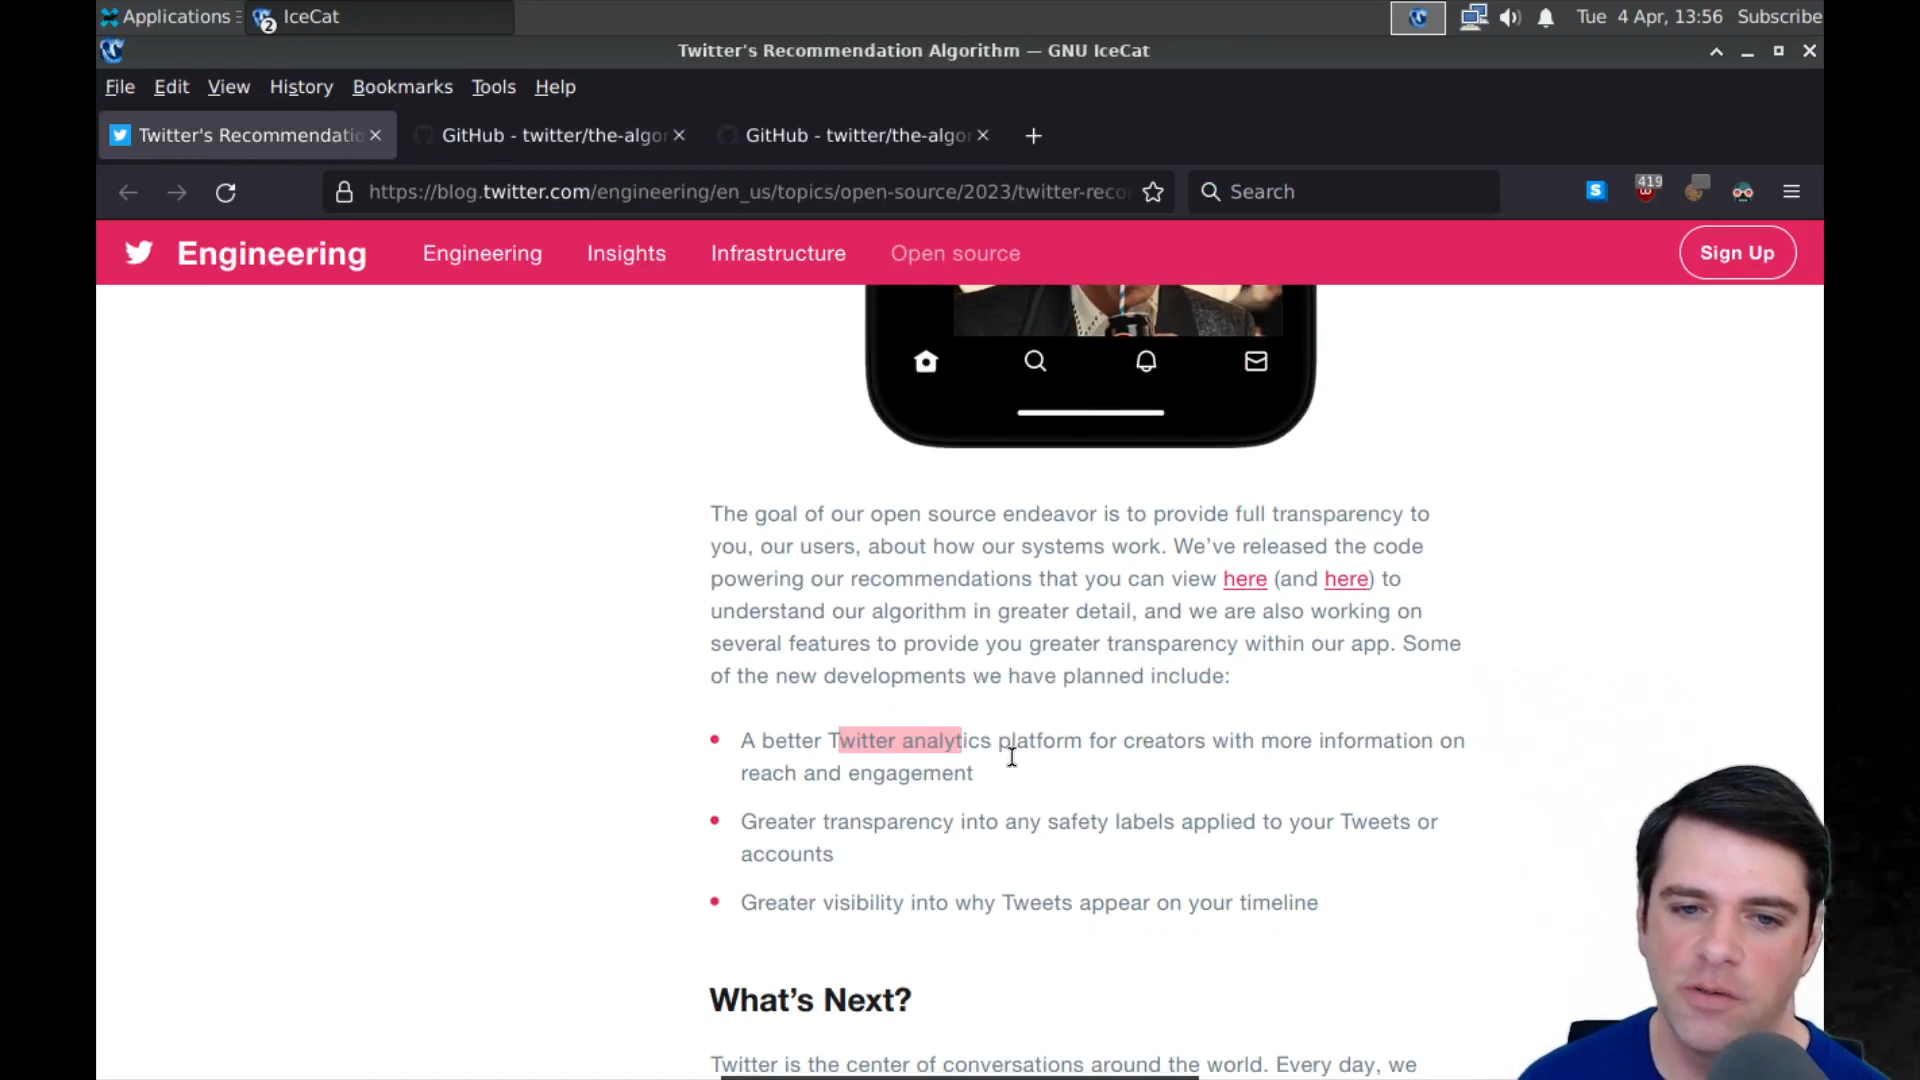 Applications
2
IceCat
Tue 4 Apr, 13:56
Subscribe
Twitter's Recommendation Algorithm — GNU IceCat
File Edit View History Bookmarks Tools Help
Twitter's Recommendatio
GitHub - twitter/the-algor
GitHub - twitter/the-algo
https://blog.twitter.com/engineering/en_us/topics/open-source/2023/twitter-reco
Search
S
419
Engineering
Engineering Insights Infrastructure Open source
Sign Up
The goal of our open source endeavor is to provide full transparency to
you, our users, about how our systems work. We’ve released the code
powering our recommendations that you can view here (and here) to
understand our algorithm in greater detail, and we are also working on
several features to provide you greater transparency within our app. Some
of the new developments we have planned include:
A better Twitter analytics platform for creators with more information on
reach and engagement
Greater transparency into any safety labels applied to your Tweets or
accounts
Greater visibility into why Tweets appear on your timeline
What’s Next?
Twitter is the center of conversations around the world. Every day, we